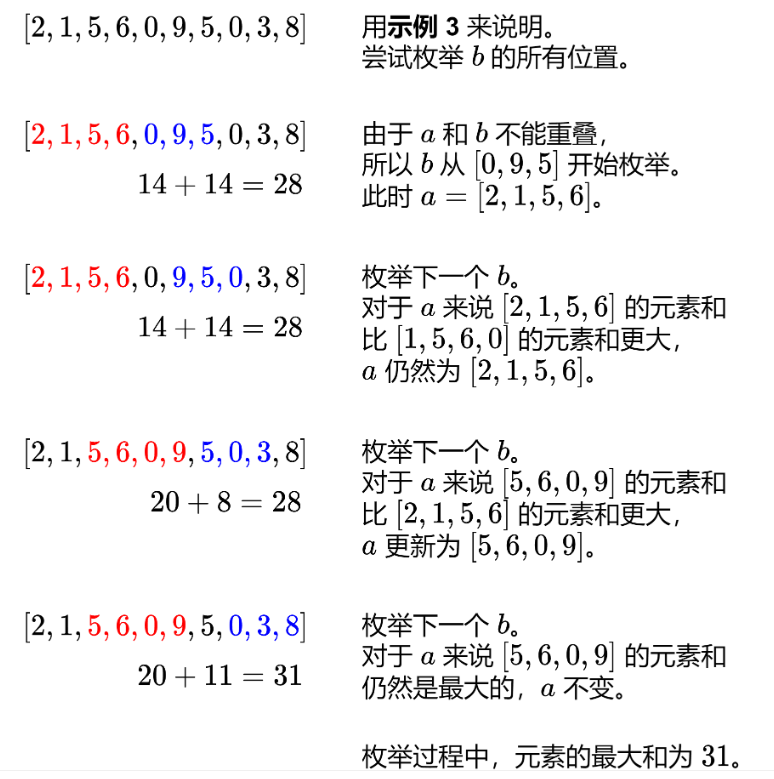 [2,1,5,6,0,9,5,0,3,8]
用示例 3 来说明。
尝试枚举 b 的所有位置。
[2,1,5,6,0,9,5,0,3,8]
14 + 14 = 28
由于 a 和 b 不能重叠，
所以 b 从 [0,9,5] 开始枚举。
此时 a = [2,1,5,6]。
[2,1,5,6,0,9,5,0,3,8]
14 + 14 = 28
枚举下一个 b。
对于 a 来说 [2,1,5,6] 的元素和
比 [1,5,6,0] 的元素和更大，
a 仍然为 [2,1,5,6]。
[2,1,5,6,0,9,5,0,3,8]
20 + 8 = 28
枚举下一个 b。
对于 a 来说 [5,6,0,9] 的元素和
比 [2,1,5,6] 的元素和更大，
a 更新为 [5,6,0,9]。
[2,1,5,6,0,9,5,0,3,8]
20 + 11 = 31
枚举下一个 b。
对于 a 来说 [5,6,0,9] 的元素和
仍然是最大的，a 不变。
枚举过程中，元素的最大和为 31。